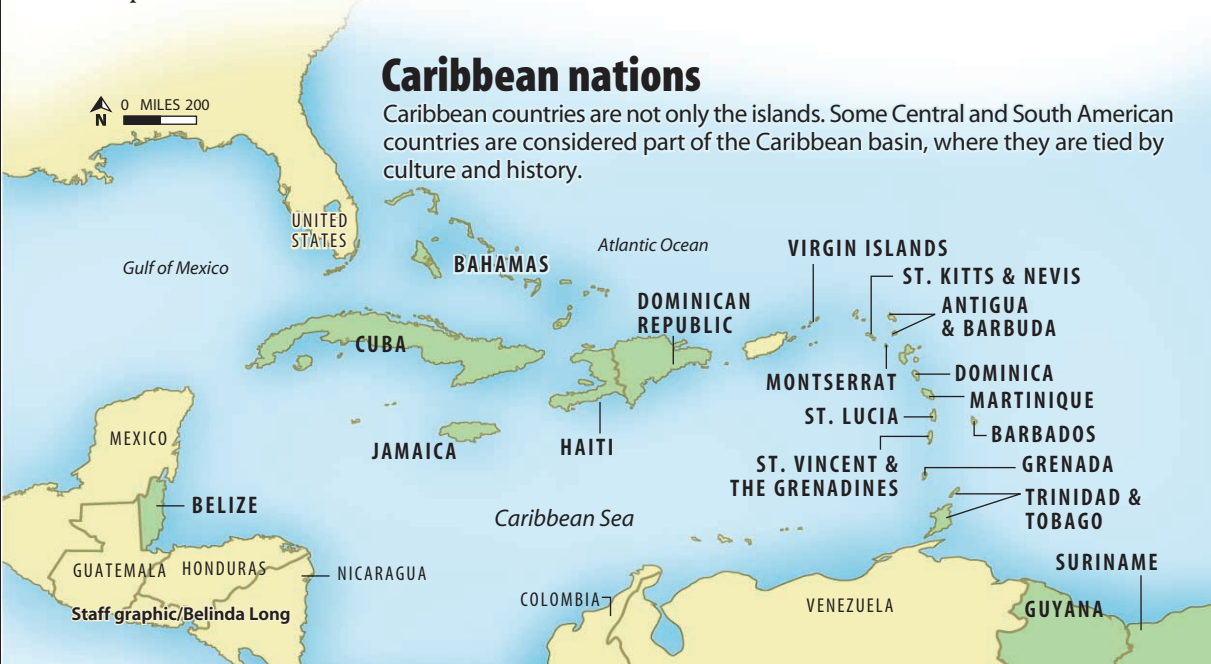 0 MILES 200
N
Caribbean nations
Caribbean countries are not only the islands. Some Central and South American
countries are considered part of the Caribbean basin, where they are tied by
culture and history.
UNITED
STATES
Gulf of Mexico
Atlantic Ocean
BAHAMAS
VIRGIN ISLANDS
ST. KITTS & NEVIS
ANTIGUA
& BARBUDA
DOMINICAN
REPUBLIC
CUBA
MONTSERRAT
DOMINICA
MARTINIQUE
ST. LUCIA
BARBADOS
JAMAICA
HAITI
MEXICO
ST. VINCENT &
THE GRENADINES
GRENADA
BELIZE
Caribbean Sea
TRINIDAD &
TOBAGO
SURINAME
GUATEMALA
HONDURAS
NICARAGUA
COLOMBIA
VENEZUELA
GUYANA
Staff graphic/Belinda Long